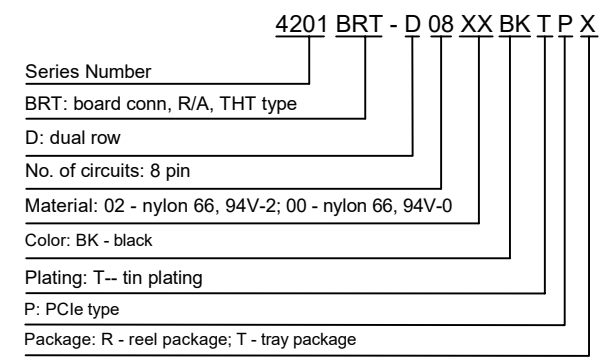 4201 BRT - D 08 XX BK T P X
Series Number
BRT: board conn, R/A, THT type
D: dual row
No. of circuits: 8 pin
Material: 02 - nylon 66, 94V-2; 00 - nylon 66, 94V-0
Color: BK - black
Plating: T-- tin plating
P: PCIe type
Package: R - reel package; T - tray package